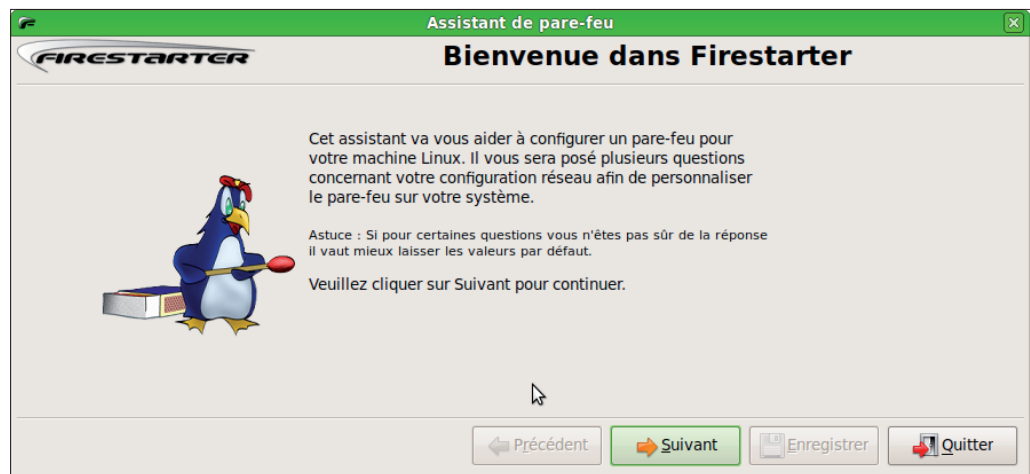 Assistant de pare-feu
FIRESTARTER
Bienvenue dans Firestarter
Cet assistant va vous aider à configurer un pare-feu pour
votre machine Linux. Il vous sera posé plusieurs questions
concernant votre configuration réseau afin de personnaliser
le pare-feu sur votre système.
Astuce : Si pour certaines questions vous n'êtes pas sûr de la réponse
il vaut mieux laisser les valeurs par défaut.
Veuillez cliquer sur Suivant pour continuer.
Précédent
Suivant
Enregistrer
Quitter